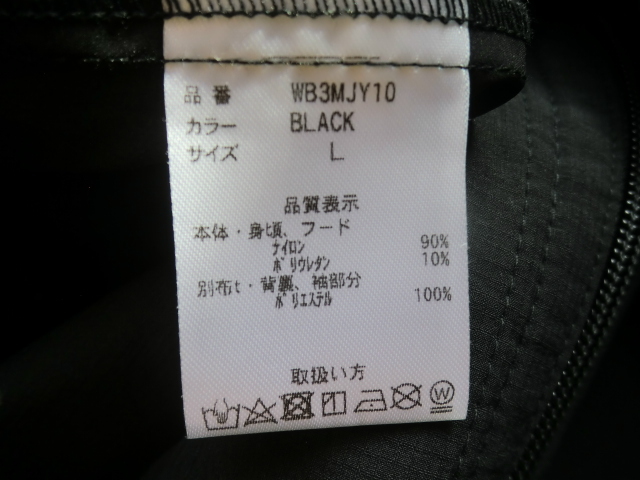 品番 WB3MJY10
カラー BLACK
サイズ L
品質表示
本体・身頃、フード
ナイロン 90%
ポリウレタン 10%
別布t・背裏、袖部分
ポリエステル 100%
取扱い方
W